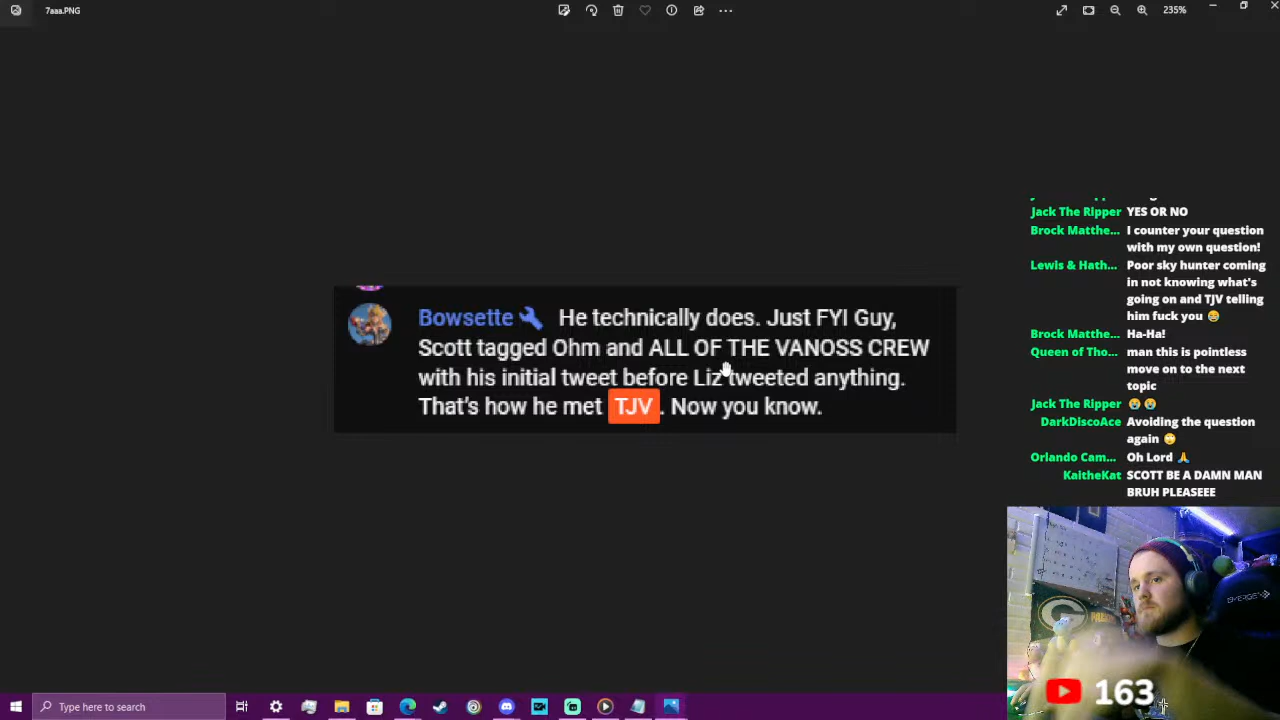 7aaa.PNG
235%
Bowsette He technically does. Just FYI Guy,
Scott tagged Ohm and ALL OF THE VANOSS CREW
with his initial tweet before Liz tweeted anything.
That's how he met TJV. Now you know.
Jack The Ripper YES OR NO
Brock Matthe... I counter your question
with my own question!
Lewis & Hath... Poor sky hunter coming
in not knowing what's
going on and TJV telling
him fuck you 😂
Brock Matthe... Ha-Ha!
Queen of Tho... man this is pointless
move on to the next
topic
Jack The Ripper 😭😭
DarkDiscoAce Avoiding the question
again 🙄
Orlando Cam... Oh Lord 🙏
KaitheKat SCOTT BE A DAMN MAN
BRUH PLEASEEE
163
Type here to search